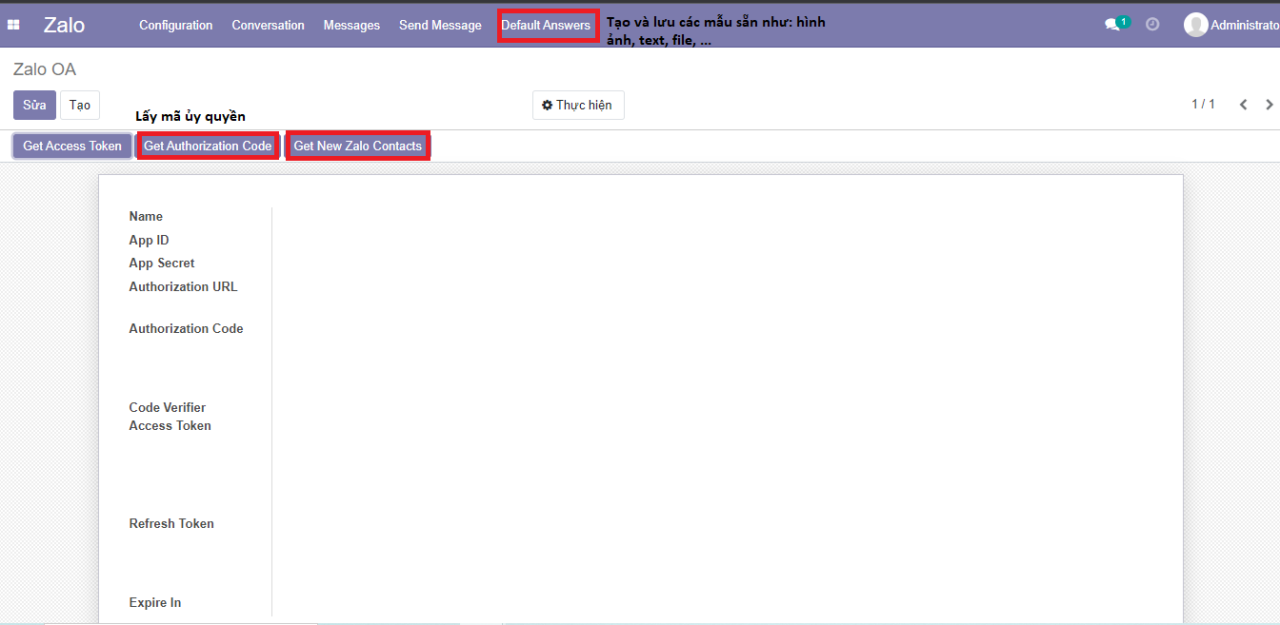 Zalo Configuration Conversation Messages Send Message Default Answers Tạo và lưu các mẫu sẵn như: hình 1 Administrato
ảnh, text, file, ...
Zalo OA
Sửa Tạo Thực hiện 1 / 1
Lấy mã ủy quyền
Get Access Token Get Authorization Code Get New Zalo Contacts
Name
App ID
App Secret
Authorization URL
Authorization Code
Code Verifier
Access Token
Refresh Token
Expire In